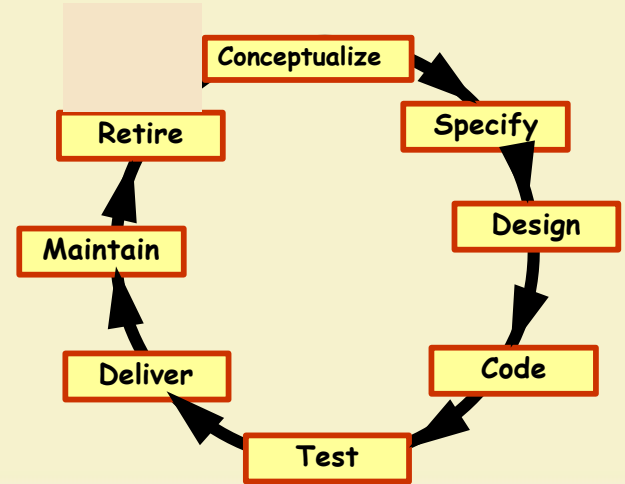 Conceptualize
Specify
Design
Code
Test
Deliver
Maintain
Retire